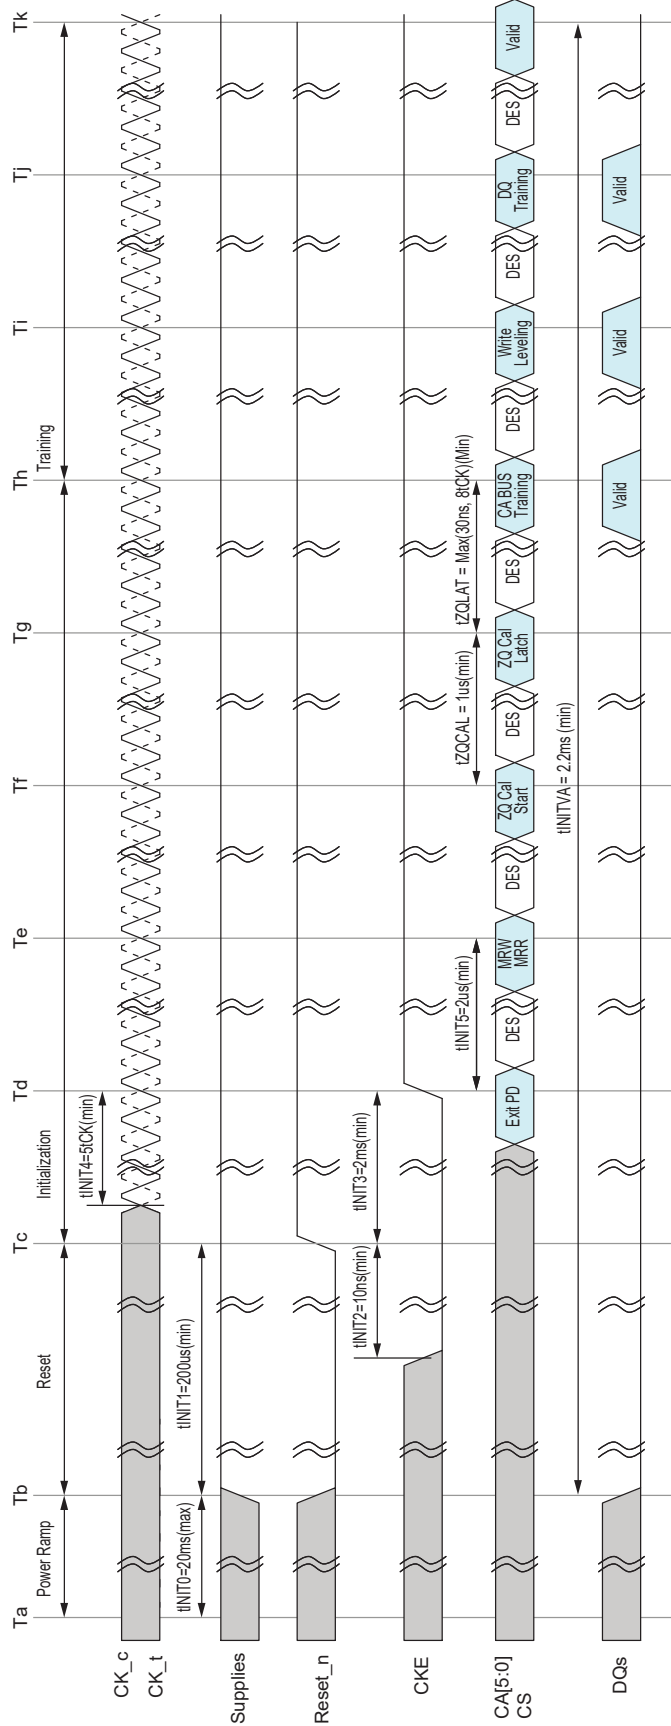 Ta
Tb
Tc
Td
Te
Tf
Tg
Th
Ti
Tj
Tk
Power Ramp
Reset
Initialization
Training
CK_c
CK_t
tINIT4=5tCK(min)
tINIT0=20ms(max)
tINIT1=200us(min)
Supplies
Reset_n
tINIT2=10ns(min)
tINIT3=2ms(min)
CKE
tINIT5=2us(min)
tZQCAL = 1us(min)
tZQLAT = Max(30ns, 8tCK)(Min)
CA[5:0]
CS
Exit PD
DES
MRW
MRR
DES
ZQ Cal
Start
DES
ZQ Cal
Latch
DES
CA BUS
Training
DES
Write
Leveling
DES
DQ
Training
DES
Valid
tINITVA = 2.2ms (min)
DQs
Valid
Valid
Valid